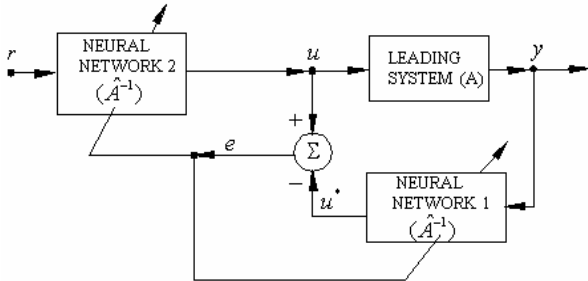 r
NEURAL
NETWORK 2
(Â⁻¹)
u
LEADING
SYSTEM (A)
y
+
e
Σ
−
u*
NEURAL
NETWORK 1
(Â⁻¹)